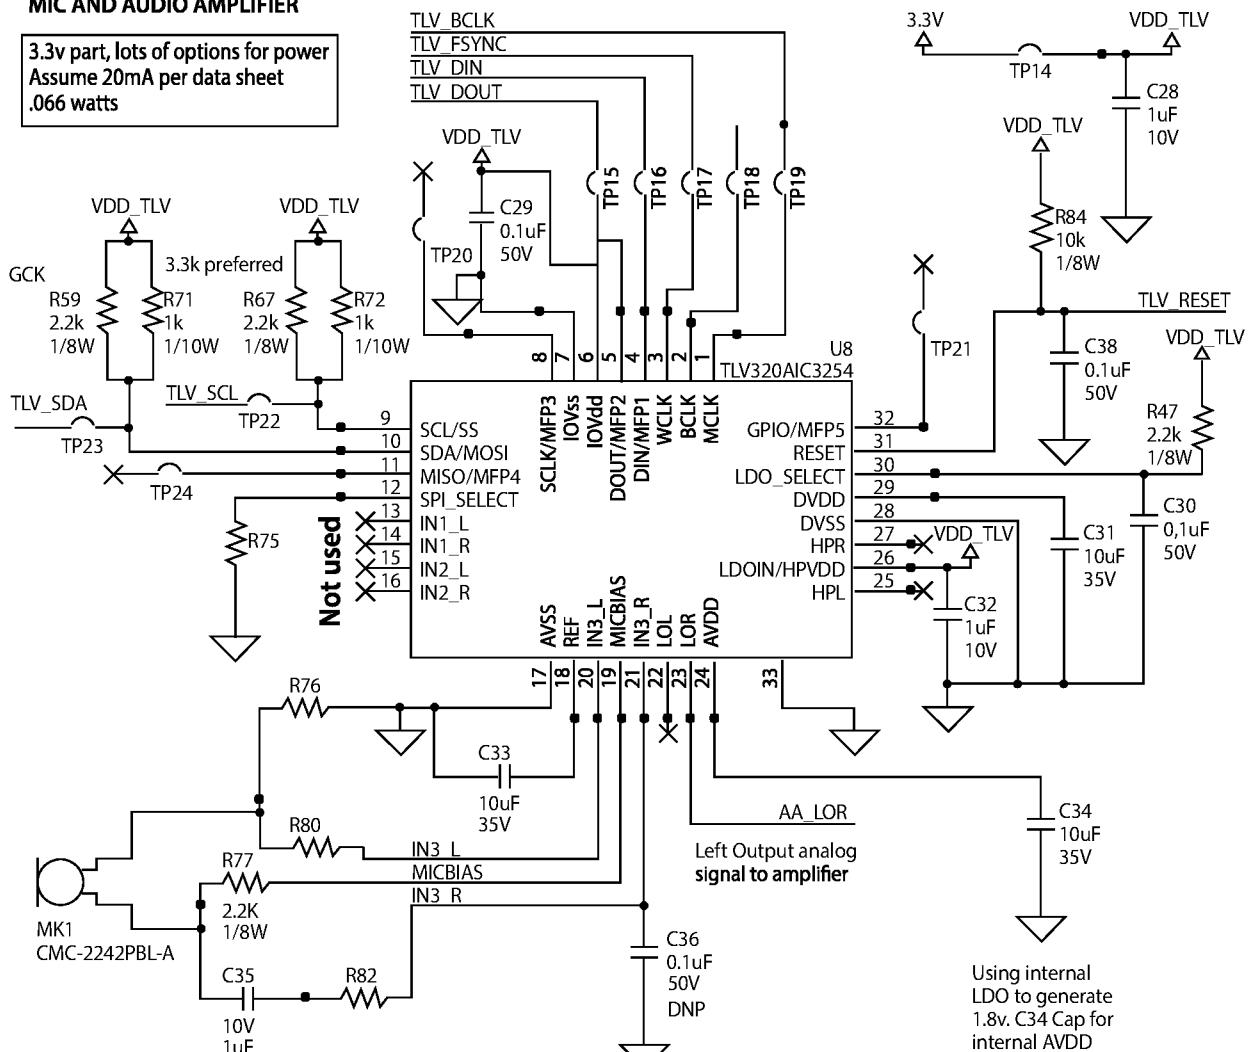 MIC AND AUDIO AMPLIFIER
3.3v part, lots of options for power
Assume 20mA per data sheet
.066 watts
TLV_BCLK
TLV_FSYNC
TLV_DIN
TLV_DOUT
3.3V
VDD_TLV
TP14
C28
1uF
10V
VDD_TLV
VDD_TLV
C29
0.1uF
50V
TP20
TP15
TP16
TP17
TP18
TP19
R84
10k
1/8W
VDD_TLV
VDD_TLV
GCK
3.3k preferred
R59
2.2k
1/8W
R71
1k
1/10W
R67
2.2k
1/8W
R72
1k
1/10W
TLV_RESET
TP21
C38
0.1uF
50V
VDD_TLV
R47
2.2k
1/8W
U8
TLV320AIC3254
8
7
6
5
4
3
2
1
TLV_SDA
TP23
TLV_SCL
TP22
TP24
R75
9
10
11
12
13
14
15
16
SCL/SS
SDA/MOSI
MISO/MFP4
SPI_SELECT
IN1_L
IN1_R
IN2_L
IN2_R
Not used
SCLK/MFP3
IOVss
IOVdd
DOUT/MFP2
DIN/MFP1
WCLK
BCLK
MCLK
GPIO/MFP5
RESET
LDO_SELECT
DVDD
DVSS
HPR
LDOIN/HPVDD
HPL
32
31
30
29
28
27
26
25
VDD_TLV
C32
1uF
10V
C31
10uF
35V
C30
0,1uF
50V
AVSS
REF
IN3_L
MICBIAS
IN3_R
LOL
LOR
AVDD
17
18
20
19
21
22
23
24
33
R76
C33
10uF
35V
R80
IN3_L
R77
2.2K
1/8W
MICBIAS
IN3_R
MK1
CMC-2242PBL-A
C35
10V
1uF
R82
C36
0.1uF
50V
DNP
AA_LOR
Left Output analog
signal to amplifier
C34
10uF
35V
Using internal
LDO to generate
1.8v. C34 Cap for
internal AVDD